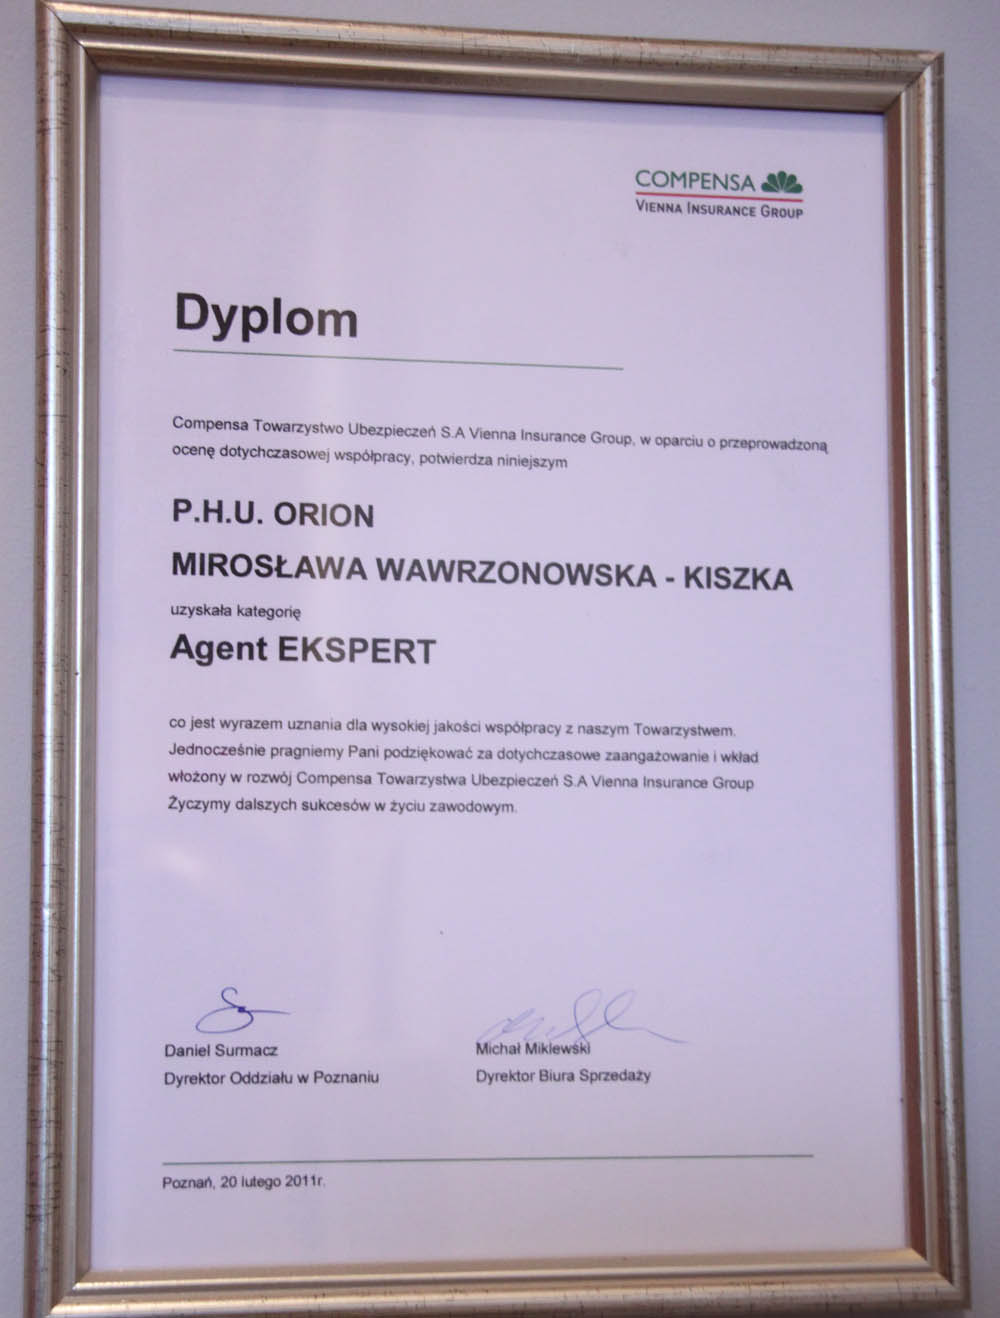 COMPENSA
VIENNA INSURANCE GROUP
Dyplom
Compensa Towarzystwo Ubezpieczeń S.A Vienna Insurance Group, w oparciu o przeprowadzoną
ocenę dotychczasowej współpracy, potwierdza niniejszym
P.H.U. ORION
MIROSŁAWA WAWRZONOWSKA - KISZKA
uzyskała kategorię
Agent EKSPERT
co jest wyrazem uznania dla wysokiej jakości współpracy z naszym Towarzystwem.
Jednocześnie pragniemy Pani podziękować za dotychczasowe zaangażowanie i wkład
włożony w rozwój Compensa Towarzystwa Ubezpieczeń S.A Vienna Insurance Group
Życzymy dalszych sukcesów w życiu zawodowym.
Daniel Surmacz
Dyrektor Oddziału w Poznaniu
Michał Miklewski
Dyrektor Biura Sprzedaży
Poznań, 20 lutego 2011r.